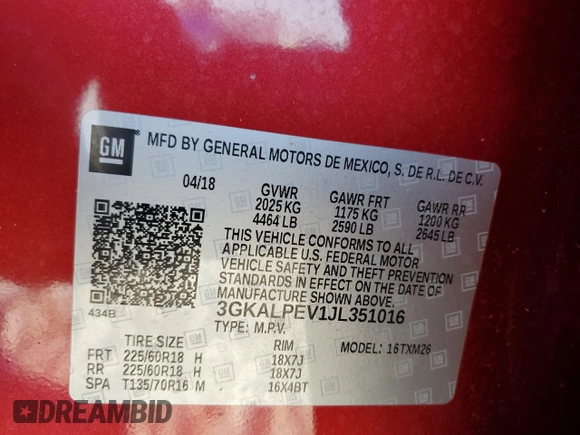 GM
MFD BY GENERAL MOTORS DE MEXICO, S. DE R.L. DE C.V.
04/18 GVWR GAWR FRT GAWR RR
2025 KG 1175 KG 1200 KG
4464 LB 2590 LB 2645 LB
THIS VEHICLE CONFORMS TO ALL
APPLICABLE U.S. FEDERAL MOTOR
VEHICLE SAFETY AND THEFT PREVENTION
STANDARDS IN EFFECT ON THE DATE OF
MANUFACTURE SHOWN ABOVE.
434B 3GKALPEV1JL351016
TYPE: M.P.V.
TIRE SIZE RIM MODEL: 16TXM26
FRT 225/60R18 H 18X7J
RR 225/60R18 H 18X7J
SPA T135/70R16 M 16X4BT
DREAMBID